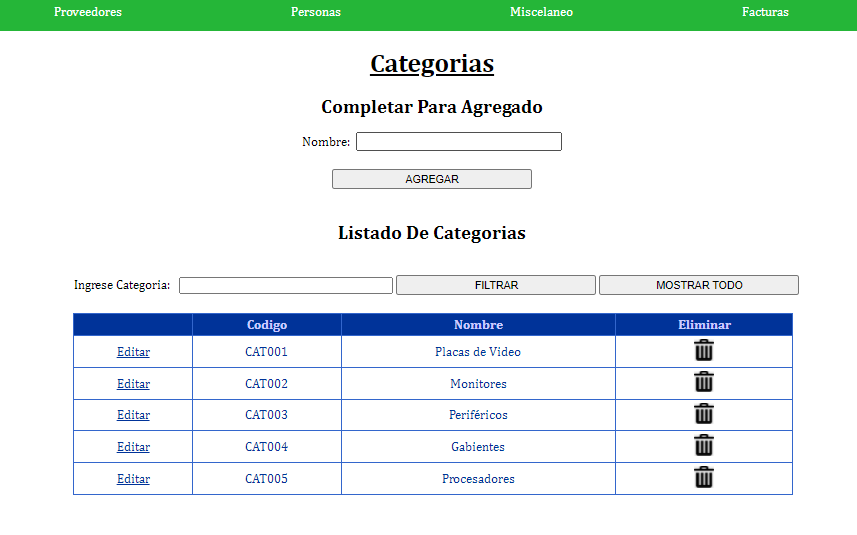 Proveedores Personas Miscelaneo Facturas
Categorias
Completar Para Agregado
Nombre:
AGREGAR
Listado De Categorias
Ingrese Categoria: FILTRAR MOSTRAR TODO
Codigo Nombre Eliminar
Editar CAT001 Placas de Video
Editar CAT002 Monitores
Editar CAT003 Periféricos
Editar CAT004 Gabientes
Editar CAT005 Procesadores